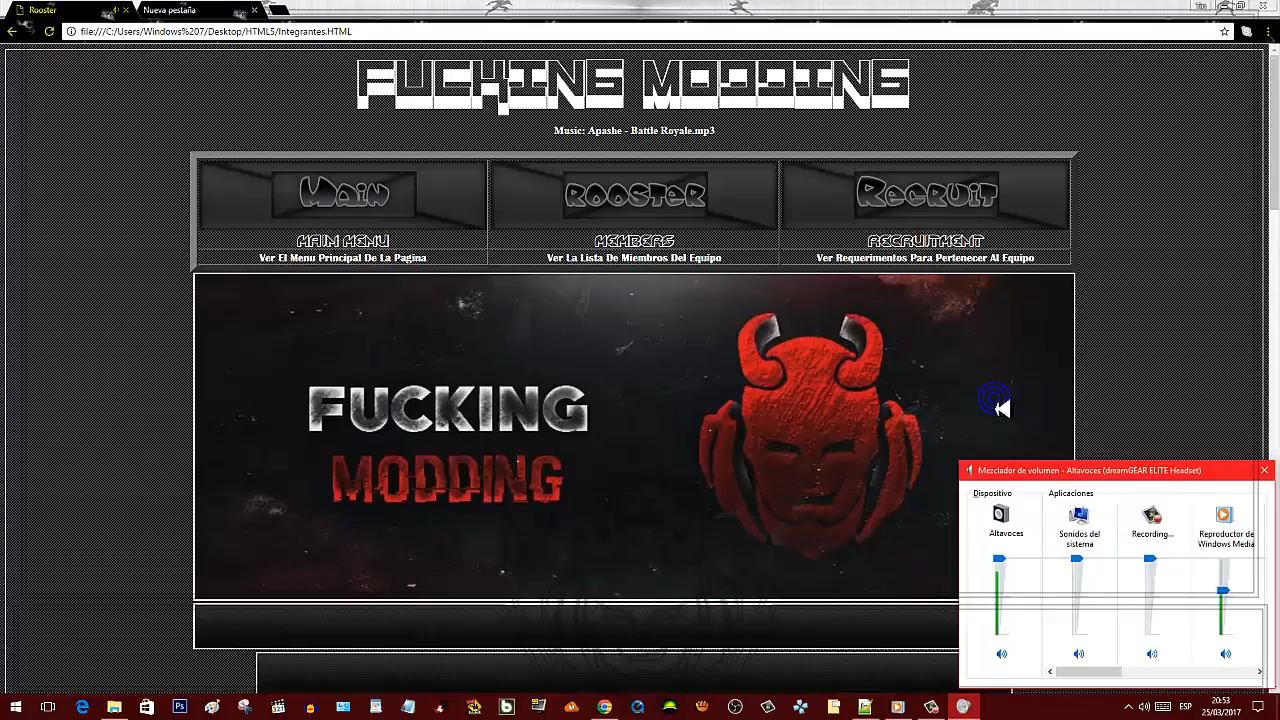 Rooster
Nueva pestaña
file:///C:/Users/Windows%207/Desktop/HTML5/Integrantes.HTML
FUCKING MODDING
Music: Apashe - Battle Royale.mp3
Main
ROOSTER
Recruit
MAIN MENU
MEMBERS
RECRUITMENT
Ver El Menu Principal De La Pagina
Ver La Lista De Miembros Del Equipo
Ver Requerimentos Para Pertenecer Al Equipo
FUCKING
MODDING
Mezclador de volumen - Altavoces (dreamGEAR ELITE Headset)
Dispositivo
Aplicaciones
Altavoces
Sonidos del
sistema
Recording...
Reproductor de
Windows Media
20:53
ESP
25/03/2017